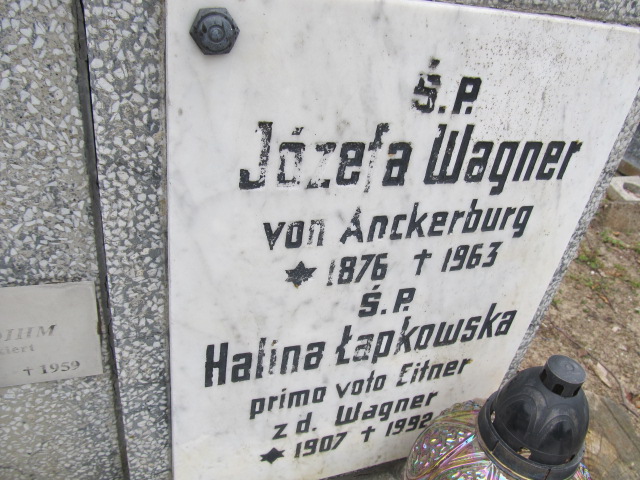 Ś.P.
Józefa Wagner
von Anckerburg
✶ 1876 † 1963
Ś.P.
Halina Łapkowska
primo voto Eitner
z d. Wagner
✶ 1907 † 1992
† 1959